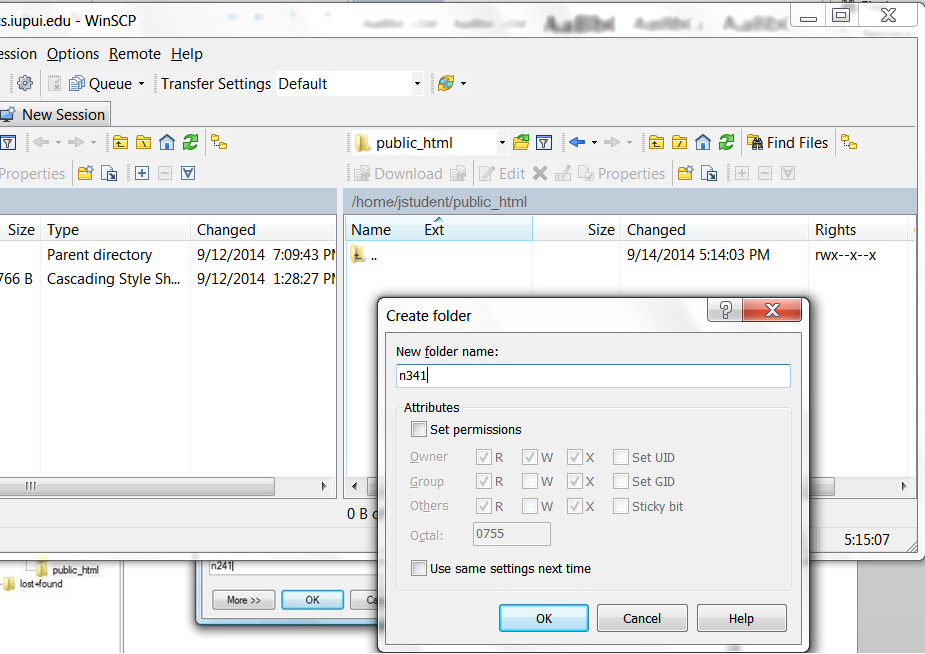 cs.iupui.edu - WinSCP
ession Options Remote Help
Queue Transfer Settings Default
New Session
public_html Find Files
Properties Download Edit Properties
/home/jstudent/public_html
Size Type Changed Name Ext Size Changed Rights
Parent directory 9/12/2014 7:09:43 PM .. 9/14/2014 5:14:03 PM rwx--x--x
766 B Cascading Style Sh... 9/12/2014 1:28:27 PM
Create folder
New folder name:
n341
Attributes
Set permissions
Owner R W X Set UID
Group R W X Set GID
Others R W X Sticky bit
Octal: 0755
Use same settings next time
OK Cancel Help
0 B
5:15:07
public_html
lost+found
n241
More >> OK Ca